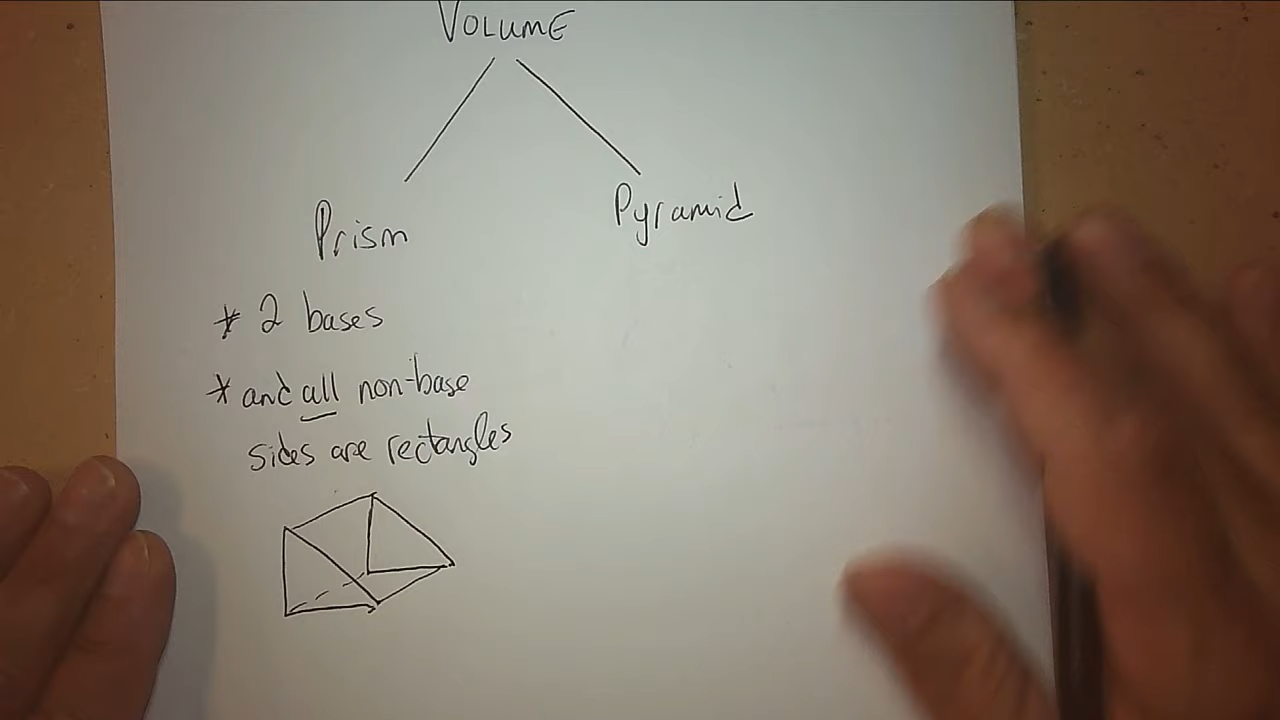 VOLUME
Prism
Pyramid
* 2 bases
* and all non-base
sides are rectangles